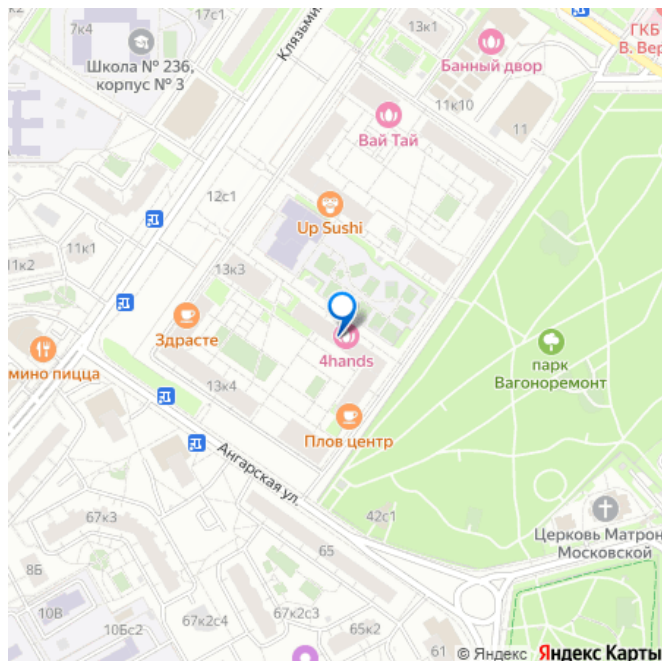 17с1
7к4
13к1
ГКБ
В. Вер
Клязьми
Школа № 236,
корпус № 3
Банный двор
11к10
11
Вай Тай
12с1
Up Sushi
11к1
11к2
13к3
Здрасте
4hands
мино пицца
парк
Вагоноремонт
13к4
Плов центр
Ангарская ул.
67к3
42с1
Церковь Матрон
Московской
65
8Б
10В
10Бс2
67к2с4
67к2с3
65к2
61
© Яндекс Яндекс Карты